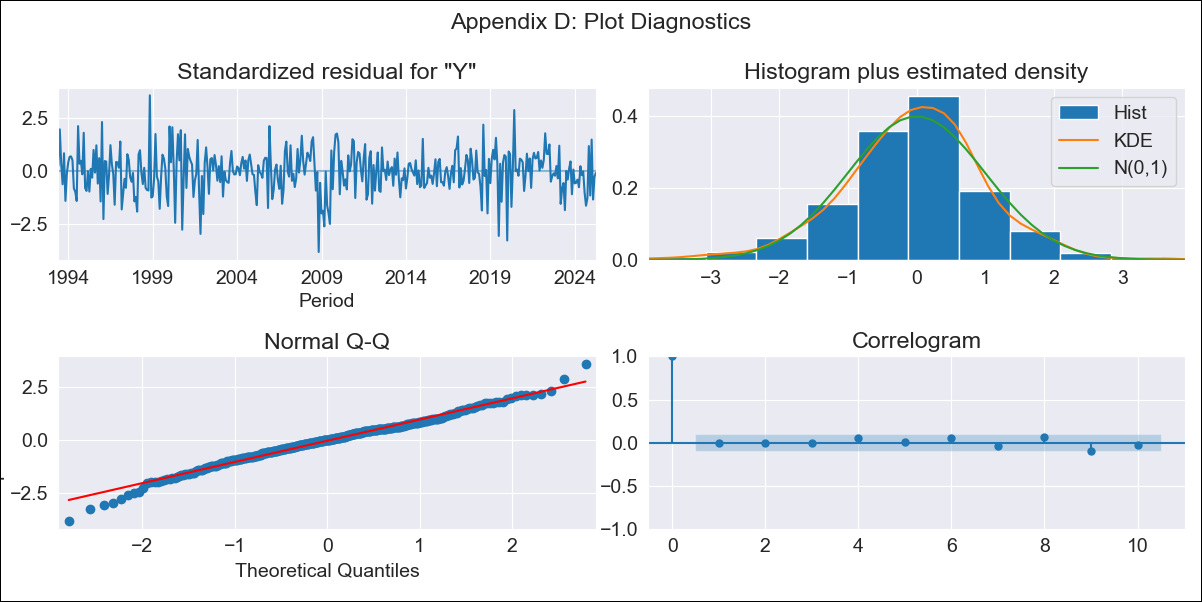 Appendix D: Plot Diagnostics
Standardized residual for "Y"
2.5
0.0
−2.5
1994 1999 2004 2009 2014 2019 2024
Period
Histogram plus estimated density
0.4
0.2
0.0
Hist
KDE
N(0,1)
−3 −2 −1 0 1 2 3
Normal Q-Q
2.5
0.0
−2.5
−2 −1 0 1 2
Theoretical Quantiles
Correlogram
1.0
0.5
0.0
−0.5
−1.0
0 2 4 6 8 10